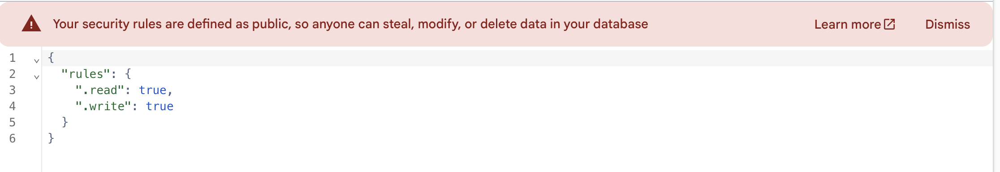 Your security rules are defined as public, so anyone can steal, modify, or delete data in your database Learn more Dismiss
1 {
2 "rules": {
3 ".read": true,
4 ".write": true
5 }
6 }